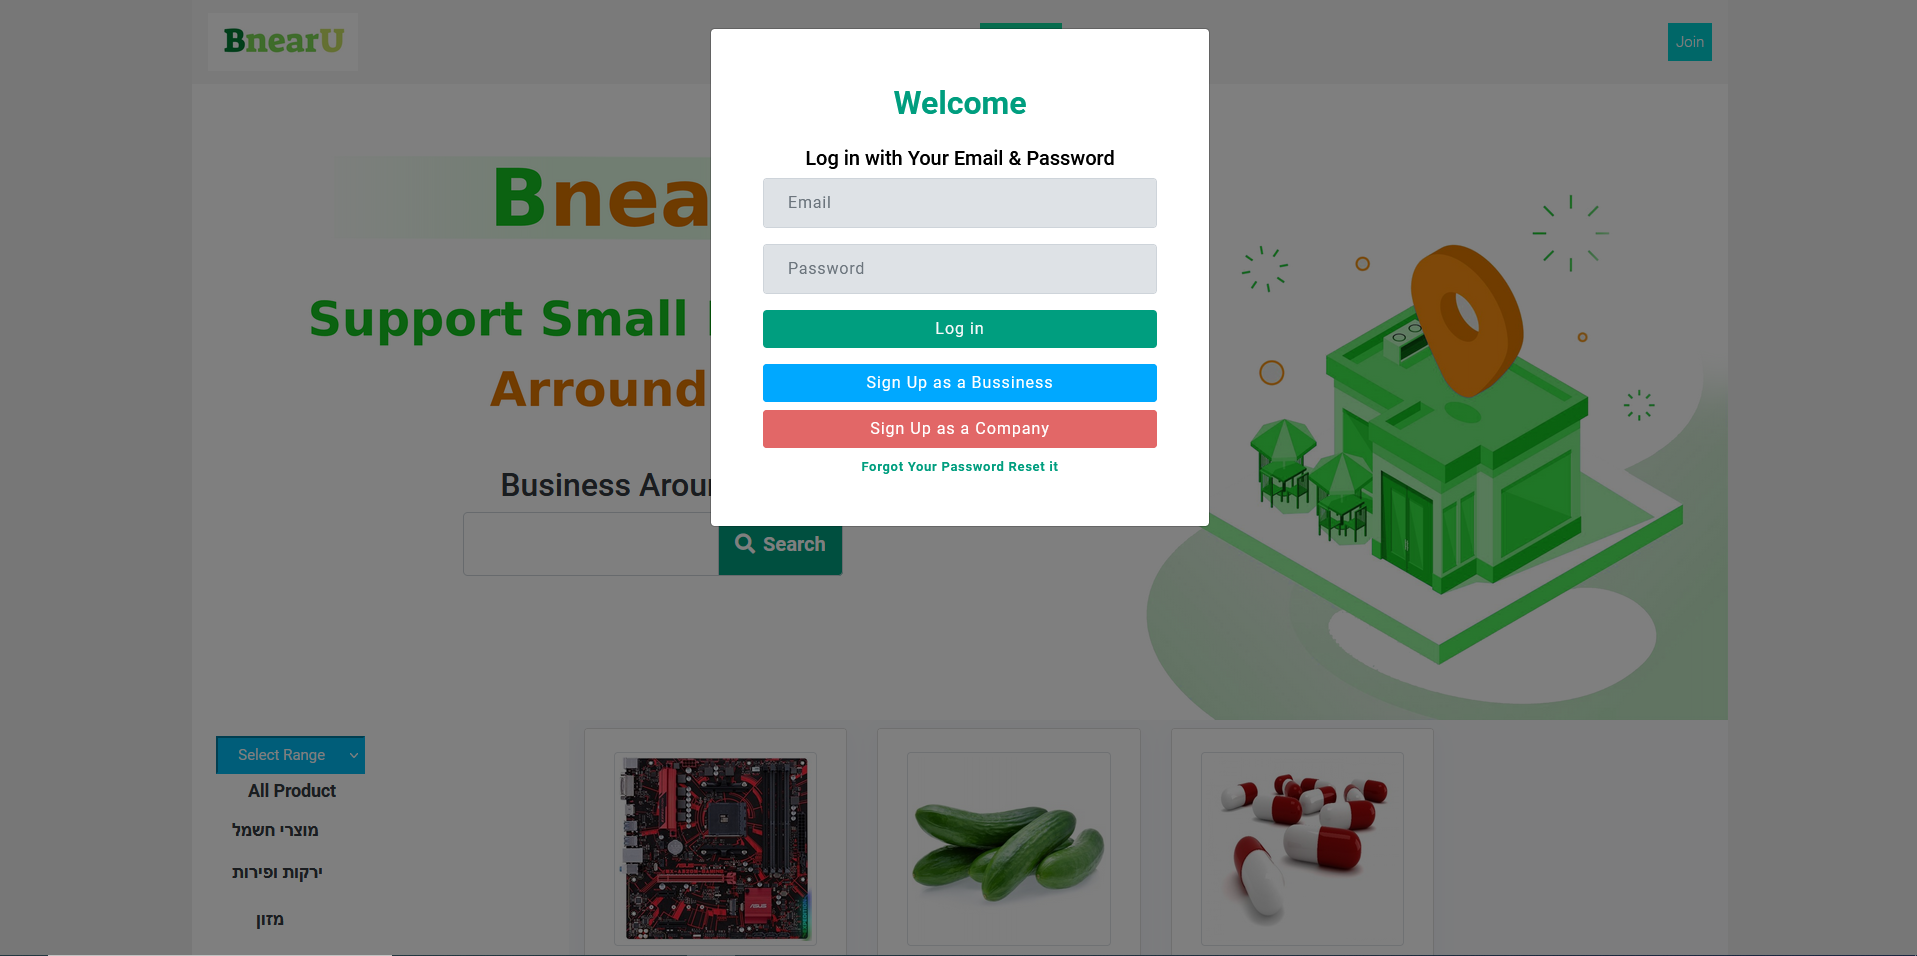 BnearU
Join
Welcome
Log in with Your Email & Password
Email
Password
Log in
Sign Up as a Bussiness
Sign Up as a Company
Forgot Your Password Reset it
Support Small
Arround
Business
Search
Select Range
All Product
מוצרי חשמל
ירקות ופירות
מזון